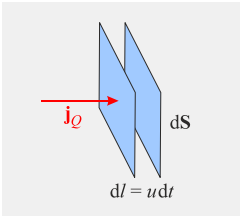 j_Q
dS
dl = udt